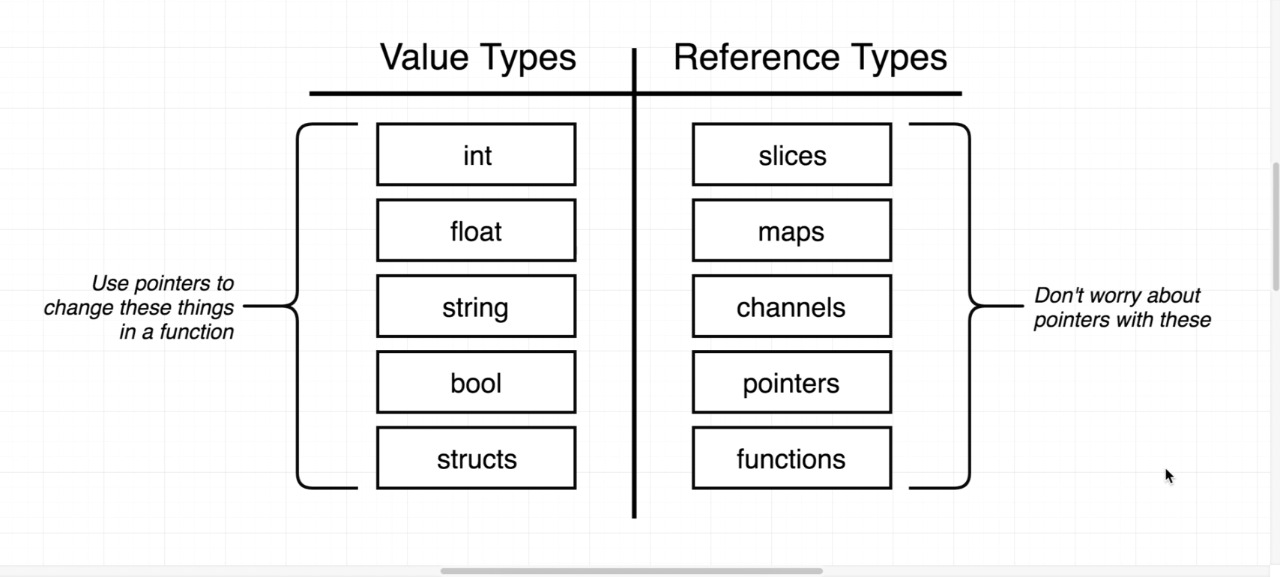 Value Types
Reference Types
int
slices
float
maps
string
channels
bool
pointers
structs
functions
Use pointers to
change these things
in a function
Don't worry about
pointers with these